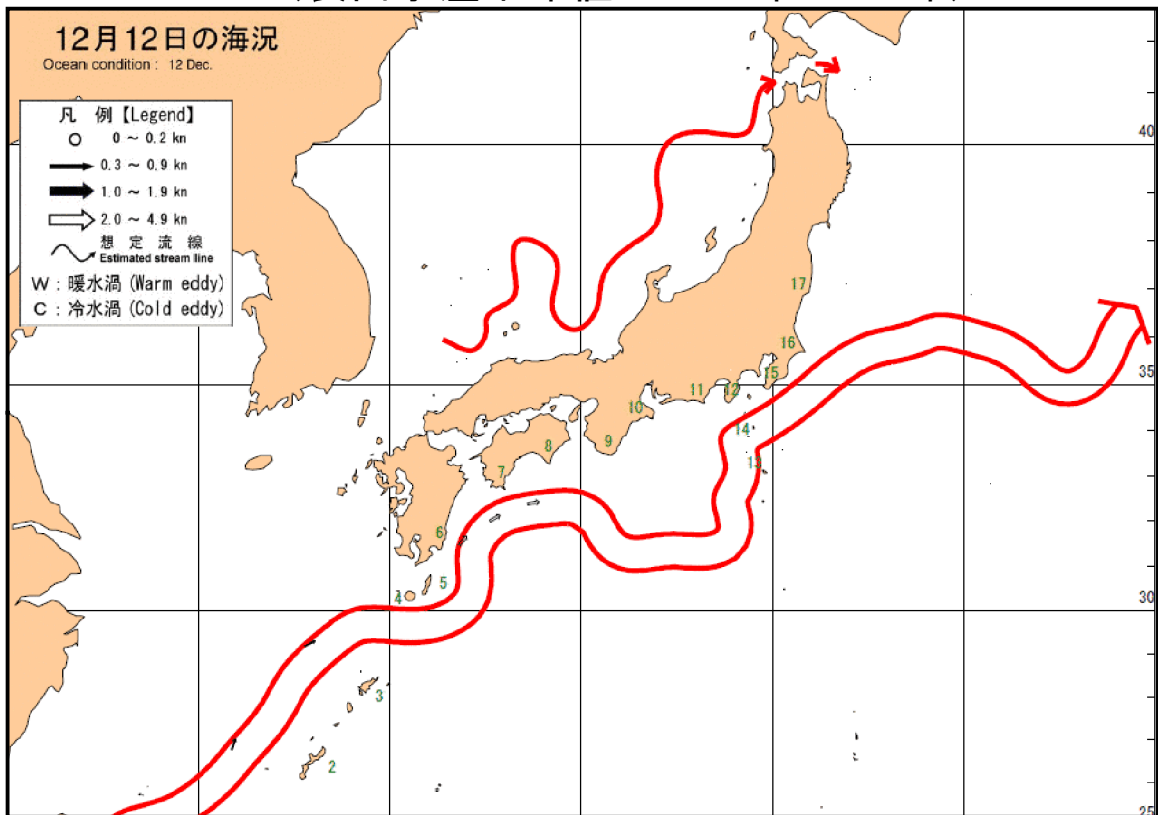 12月12日の海況
Ocean condition : 12 Dec.
凡 例【Legend】
0 ～ 0.2 kn
0.3 ～ 0.9 kn
1.0 ～ 1.9 kn
2.0 ～ 4.9 kn
想 定 流 線
Estimated stream line
W : 暖水渦 (Warm eddy)
C : 冷水渦 (Cold eddy)
40
17
16
35
15
12
11
10
14
9
8
7
13
6
5
4
30
3
2
25